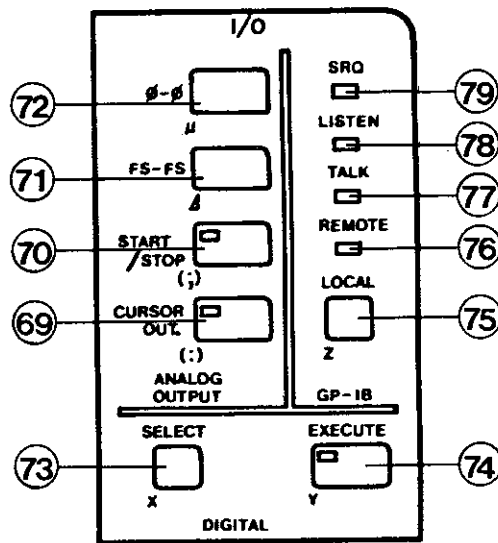 I/O
72
ø-ø
μ
71
FS-FS
Δ
70
START
/STOP
(;)
69
CURSOR
OUT.
(:)
ANALOG
OUTPUT
SRQ
79
LISTEN
78
TALK
77
REMOTE
76
LOCAL
75
Z
GP-IB
73
SELECT
X
EXECUTE
74
Y
DIGITAL